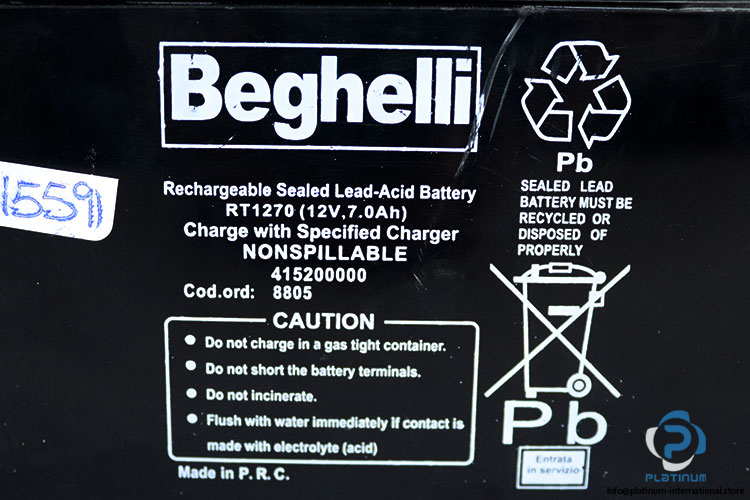 Beghelli
Rechargeable Sealed Lead-Acid Battery
RT1270 (12V,7.0Ah)
Charge with Specified Charger
NONSPILLABLE
415200000
Cod.ord: 8805
CAUTION
Do not charge in a gas tight container.
Do not short the battery terminals.
Do not incinerate.
Flush with water immediately if contact is
made with electrolyte (acid)
Made in P. R. C.
Pb
SEALED LEAD
BATTERY MUST BE
RECYCLED OR
DISPOSED OF
PROPERLY
Pb
Entrata
in servizio
1559
PLATINUM
info@platinum-international.store